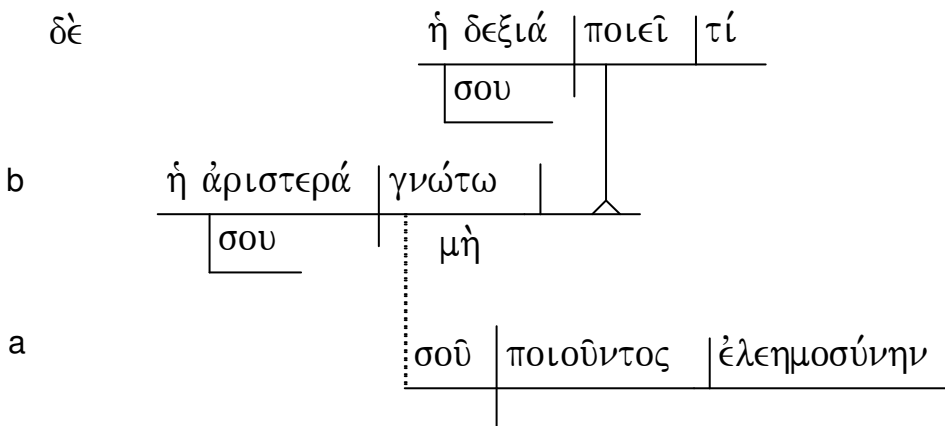 δὲ ἡ δεξιά ποιεῖ τί
σου
b ἡ ἀριστερά γνώτω
σου μὴ
a σοῦ ποιοῦντος ἐλεημοσύνην